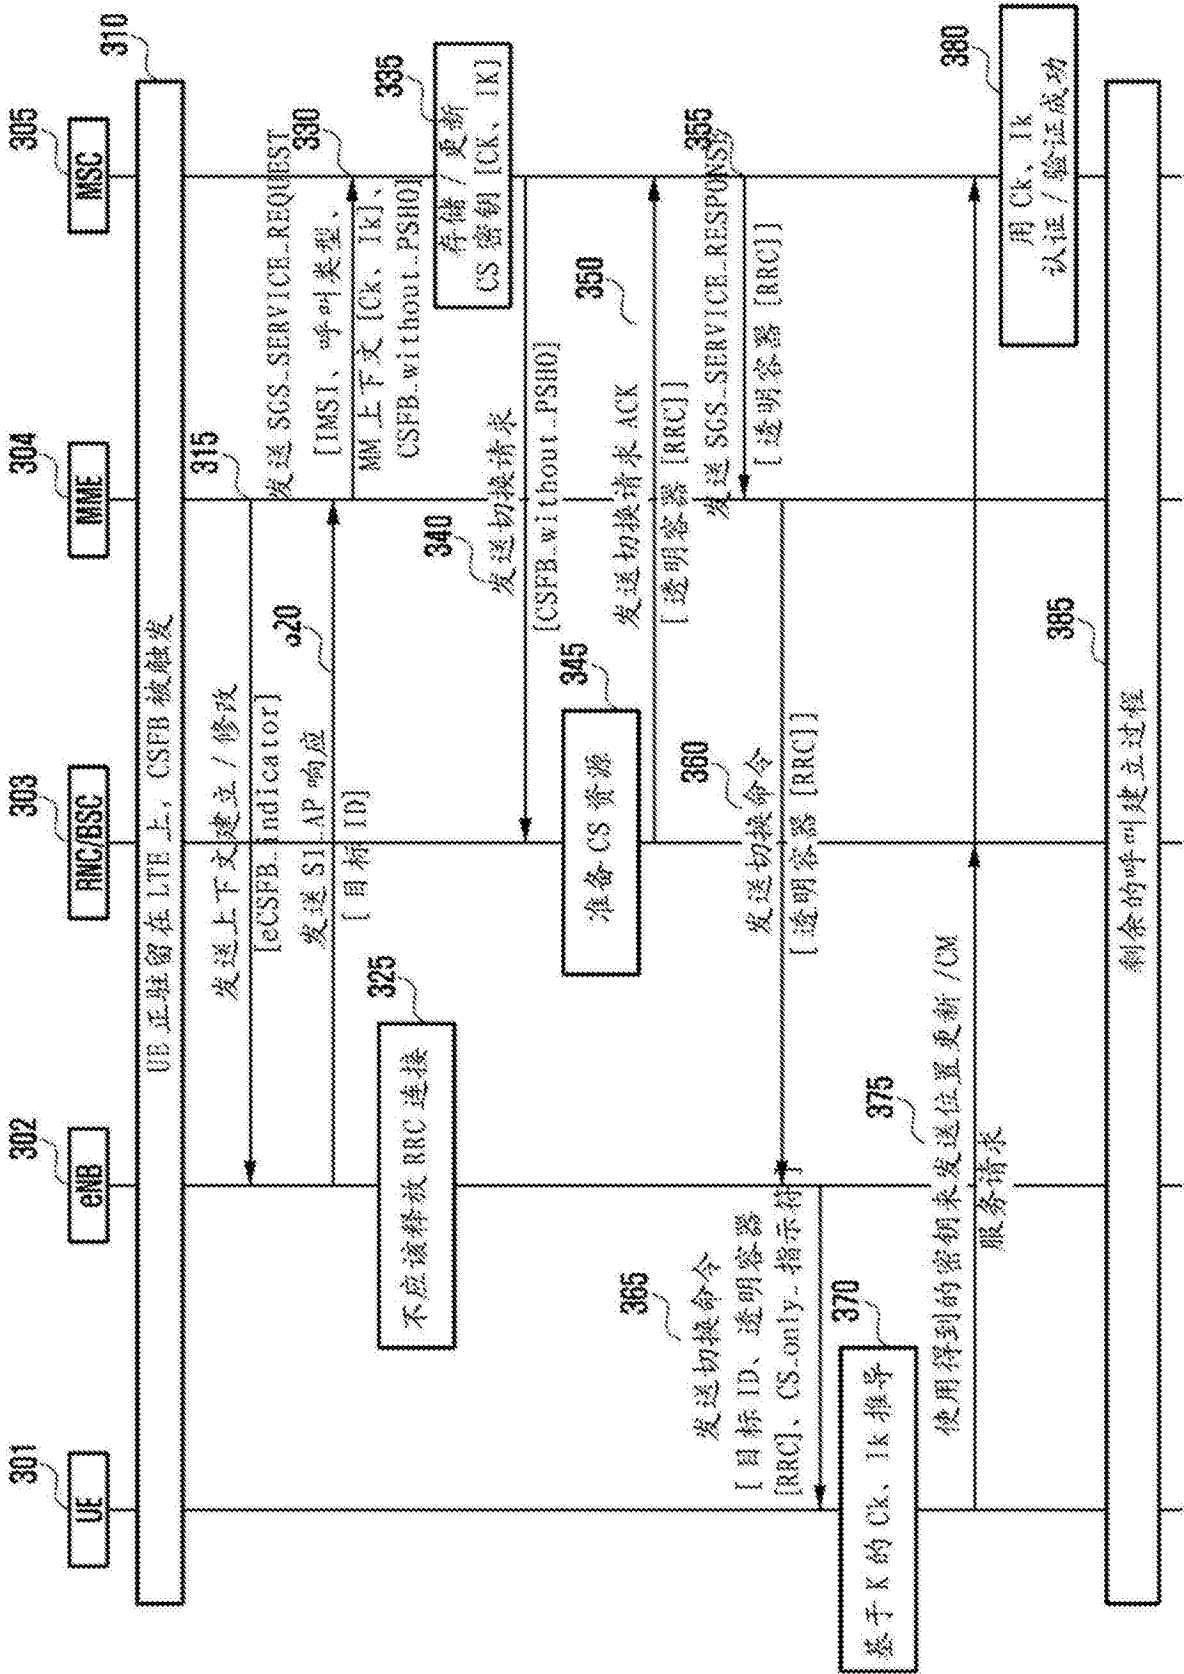 301
UE
302
eNB
303
RNC/BSC
304
MME
305
MSC
310
UE 正驻留在 LTE 上，CSFB 被触发
315
发送上下文建立/修改
[eCSFB_indicator]
320
发送 S1_AP 响应
[目标 ID]
325
不应该释放 RRC 连接
发送 SGS_SERVICE_REQUEST
330
[IMSI、呼叫类型、
MM 上下文 [Ck、Ik]、
CSFB_without_PSHO]
335
存储/更新
CS 密钥 [CK、IK]
340
发送切换请求
[CSFB_without_PSHO]
345
准备 CS 资源
350
发送切换请求 ACK
[透明容器 [RRC]]
355
发送 SGS_SERVICE_RESPONSE
[透明容器 [RRC]]
360
发送切换命令
[透明容器 [RRC]]
365
发送切换命令
[目标 ID、透明容器
[RRC]、CS_only_指示符]
370
基于 K 的 Ck、Ik 推导
375
使用得到的密钥来发送位置更新/CM
服务请求
380
用 Ck、Ik
认证/验证成功
385
剩余的呼叫建立过程